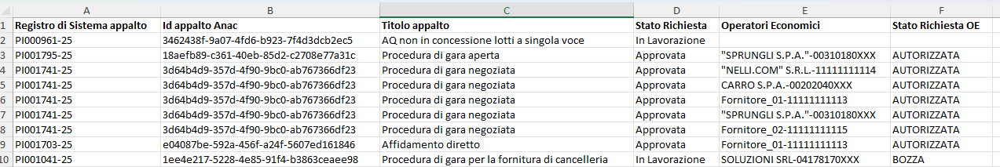 A B C D E F
1 Registro di Sistema appalto Id appalto Anac Titolo appalto Stato Richiesta Operatori Economici Stato Richiesta OE
2 PI000961-25 3462438f-9a07-4fd6-b923-7f4d3dcb2ec5 AQ non in concessione lotti a singola voce In Lavorazione
3 PI001795-25 18aefb89-c361-40eb-85d2-c2708e77a31c Procedura di gara aperta Approvata "SPRUNGLI S.P.A."-00310180XXX AUTORIZZATA
4 PI001741-25 3d64b4d9-357d-4f90-9bc0-ab767366df23 Procedura di gara negoziata Approvata "NELLI.COM" S.R.L.-11111111114 AUTORIZZATA
5 PI001741-25 3d64b4d9-357d-4f90-9bc0-ab767366df23 Procedura di gara negoziata Approvata CARRO S.P.A.-00202040XXX AUTORIZZATA
6 PI001741-25 3d64b4d9-357d-4f90-9bc0-ab767366df23 Procedura di gara negoziata Approvata Fornitore_01-11111111113 AUTORIZZATA
7 PI001741-25 3d64b4d9-357d-4f90-9bc0-ab767366df23 Procedura di gara negoziata Approvata "SPRUNGLI S.P.A."-00310180XXX AUTORIZZATA
8 PI001741-25 3d64b4d9-357d-4f90-9bc0-ab767366df23 Procedura di gara negoziata Approvata Fornitore_02-11111111115 AUTORIZZATA
9 PI001703-25 e04087be-592a-456f-a24f-5607ed161846 Affidamento diretto Approvata Fornitore_01-11111111113 AUTORIZZATA
10 PI001041-25 1ee4e217-5228-4e85-91f4-b3863ceaee98 Procedura di gara per la fornitura di cancelleria In Lavorazione SOLUZIONI SRL-04178170XXX BOZZA